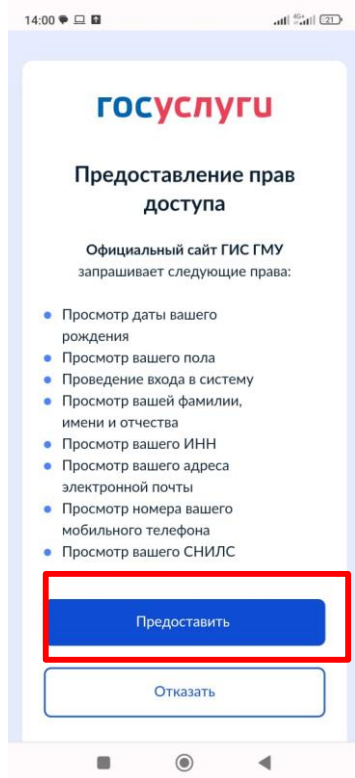 14:00
4G+
21
госуслуги
Предоставление прав
доступа
Официальный сайт ГИС ГМУ
запрашивает следующие права:
Просмотр даты вашего
рождения
Просмотр вашего пола
Проведение входа в систему
Просмотр вашей фамилии,
имени и отчества
Просмотр вашего ИНН
Просмотр вашего адреса
электронной почты
Просмотр номера вашего
мобильного телефона
Просмотр вашего СНИЛС
Предоставить
Отказать